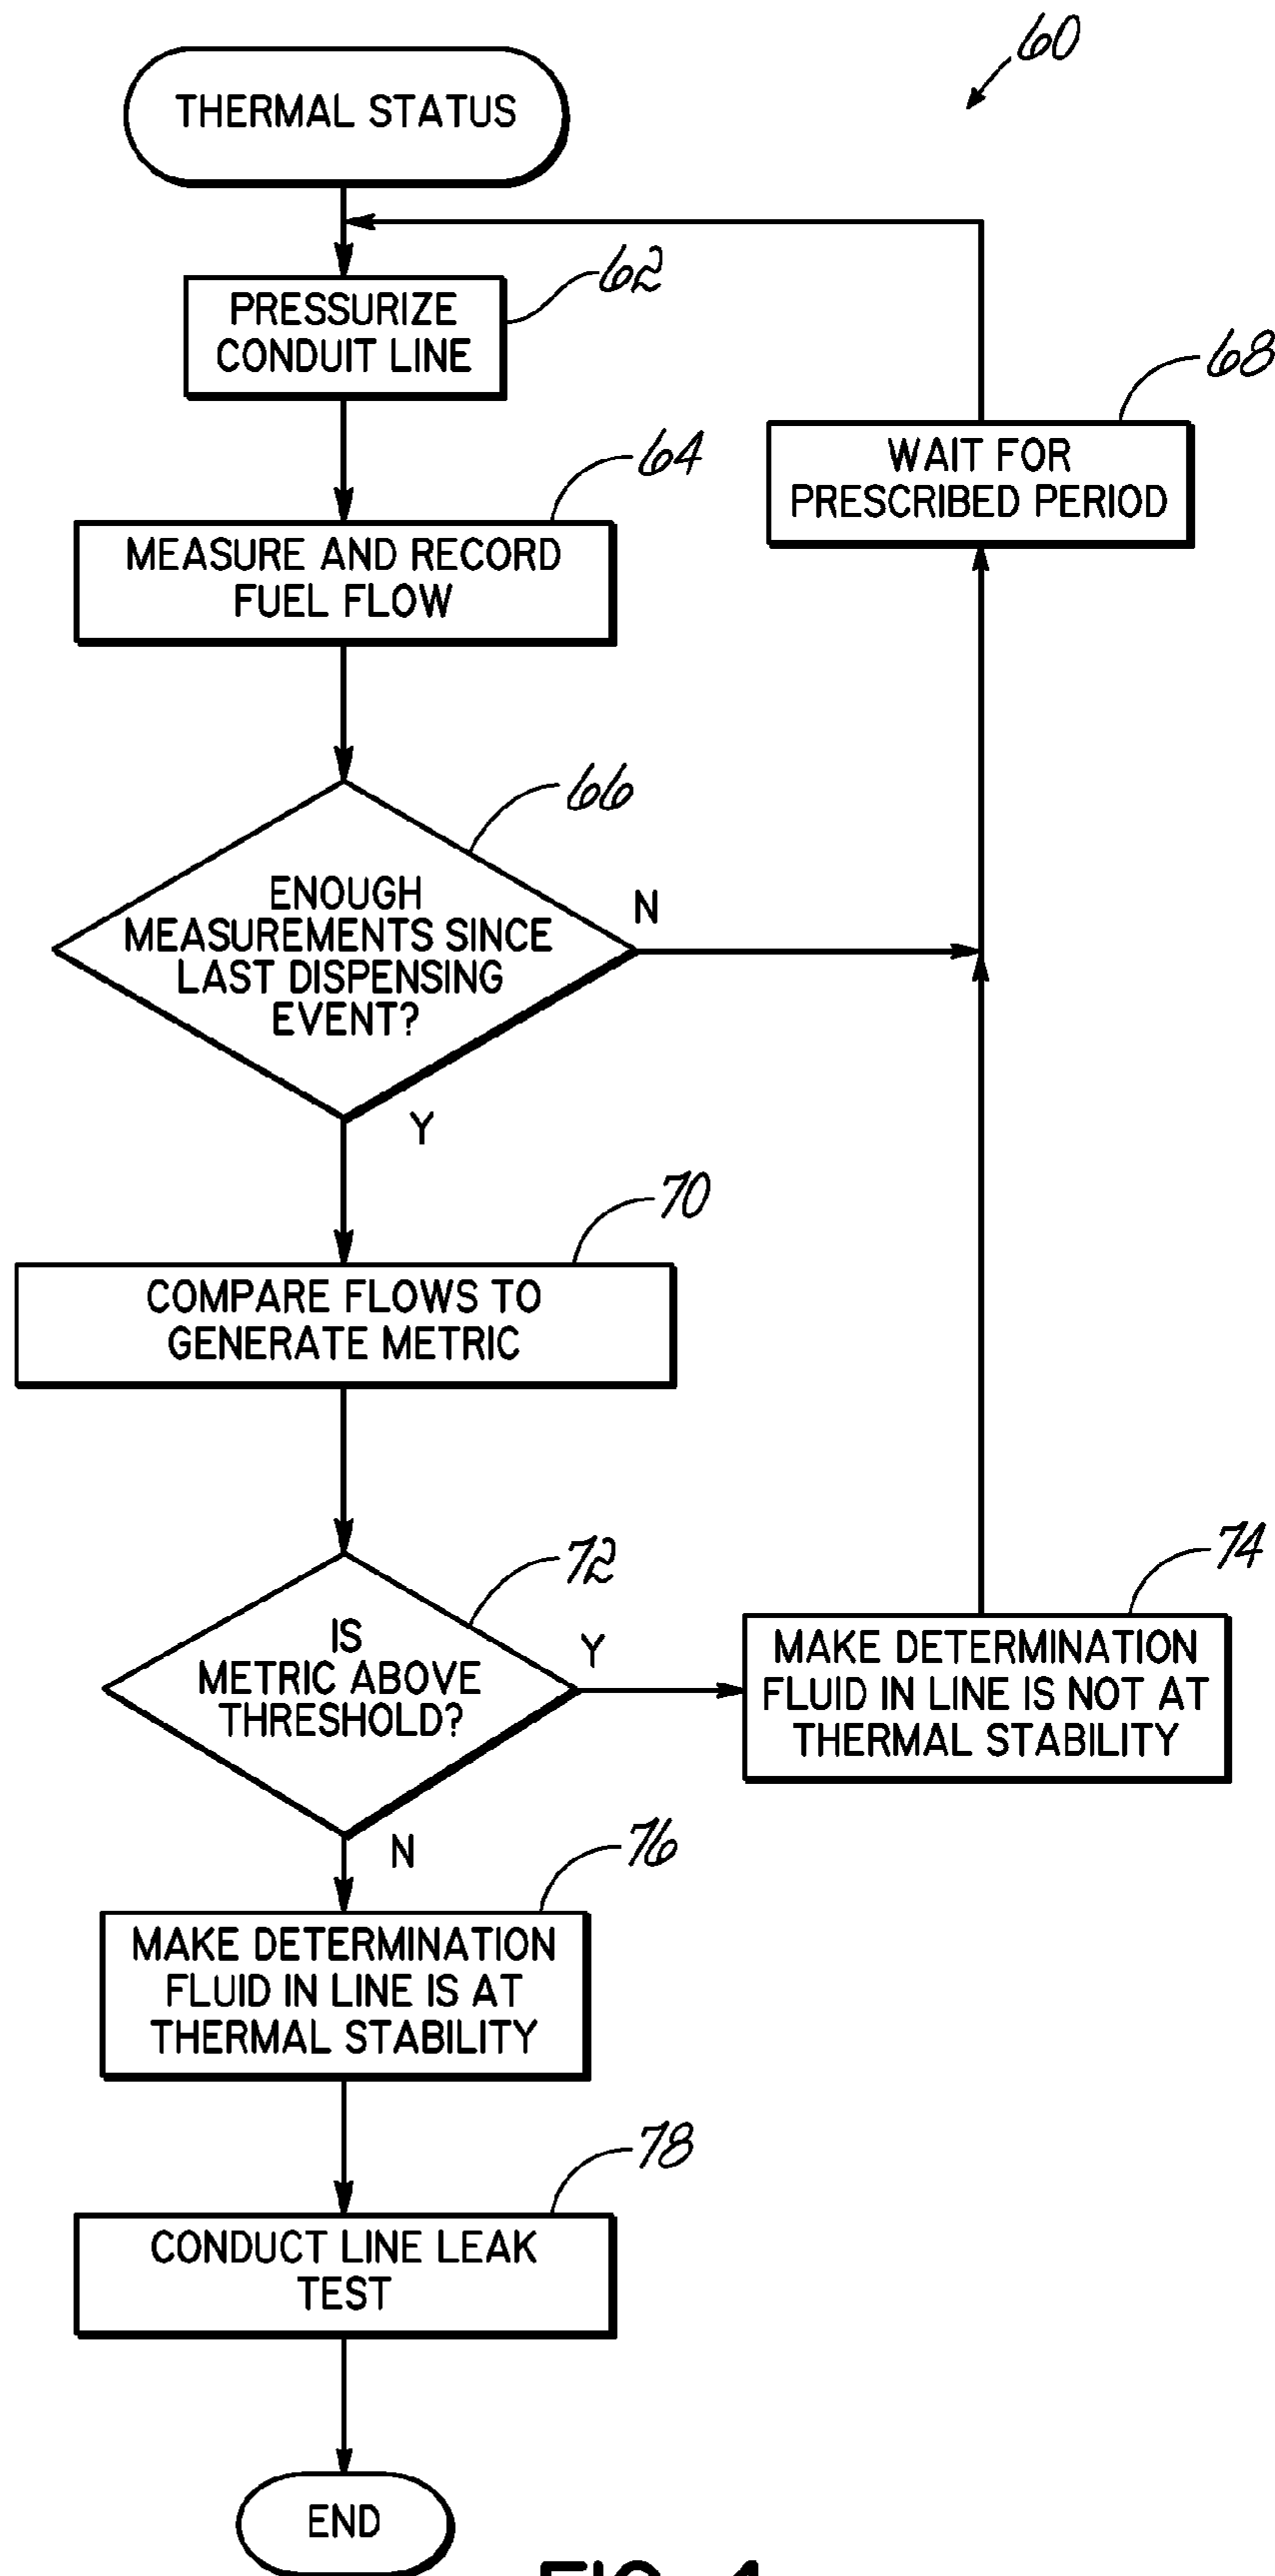 60
THERMAL STATUS
62
PRESSURIZE
CONDUIT LINE
68
WAIT FOR
PRESCRIBED PERIOD
64
MEASURE AND RECORD
FUEL FLOW
66
ENOUGH
MEASUREMENTS SINCE
LAST DISPENSING
EVENT?
N
Y
70
COMPARE FLOWS TO
GENERATE METRIC
72
IS
METRIC ABOVE
THRESHOLD?
Y
N
74
MAKE DETERMINATION
FLUID IN LINE IS NOT AT
THERMAL STABILITY
76
MAKE DETERMINATION
FLUID IN LINE IS AT
THERMAL STABILITY
78
CONDUCT LINE LEAK
TEST
END